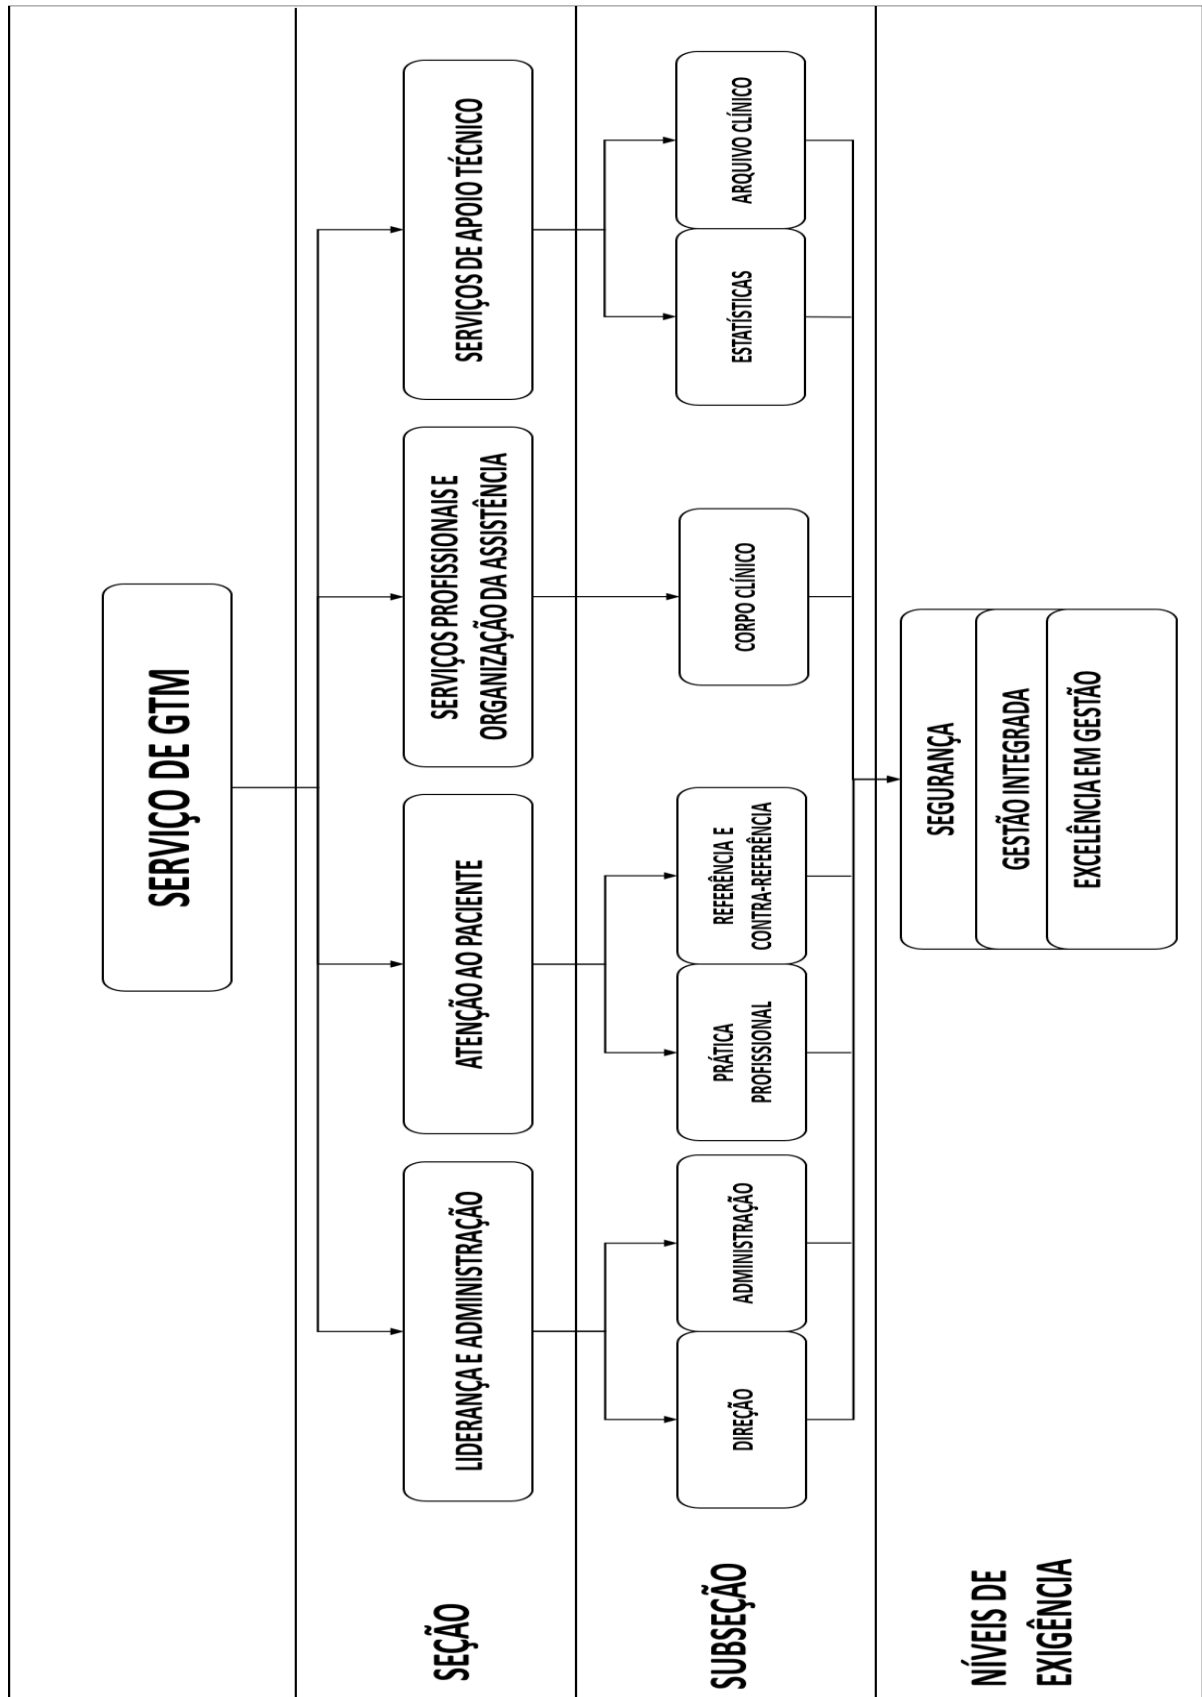 SERVIÇO DE GTM
SEÇÃO
LIDERANÇA E ADMINISTRAÇÃO
ATENÇÃO AO PACIENTE
SERVIÇOS PROFISSIONAIS E
ORGANIZAÇÃO DA ASSISTÊNCIA
SERVIÇOS DE APOIO TÉCNICO
SUBSEÇÃO
DIREÇÃO
ADMINISTRAÇÃO
PRÁTICA
PROFISSIONAL
REFERÊNCIA E
CONTRA-REFERÊNCIA
CORPO CLÍNICO
ESTATÍSTICAS
ARQUIVO CLÍNICO
NÍVEIS DE
EXIGÊNCIA
SEGURANÇA
GESTÃO INTEGRADA
EXCELÊNCIA EM GESTÃO